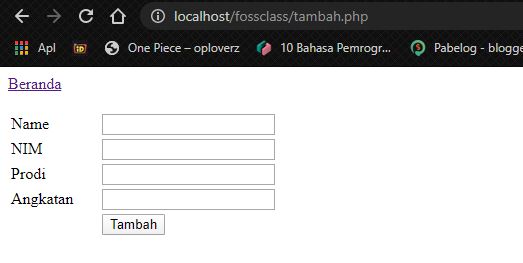 localhost/fossclass/tambah.php
Apl iD One Piece – oploverz 10 Bahasa Pemrogr... $ Pabelog - blogge
Beranda
Name
NIM
Prodi
Angkatan
Tambah